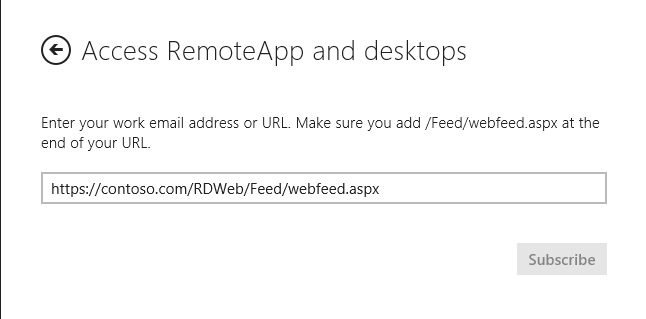 Access RemoteApp and desktops
Enter your work email address or URL. Make sure you add /Feed/webfeed.aspx at the
end of your URL.
https://contoso.com/RDWeb/Feed/webfeed.aspx
Subscribe